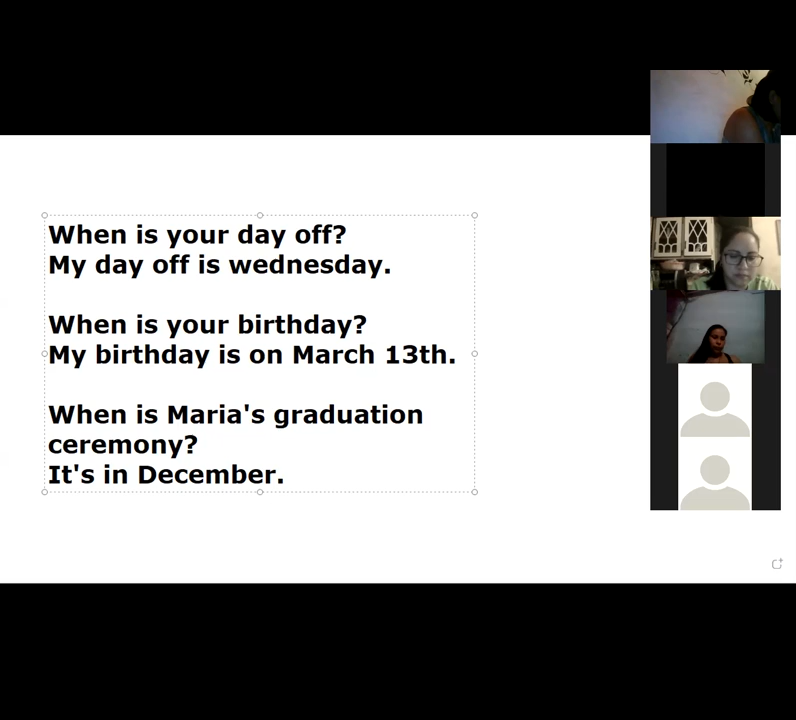 When is your day off?
My day off is wednesday.
When is your birthday?
My birthday is on March 13th.
When is Maria's graduation
ceremony?
It's in December.